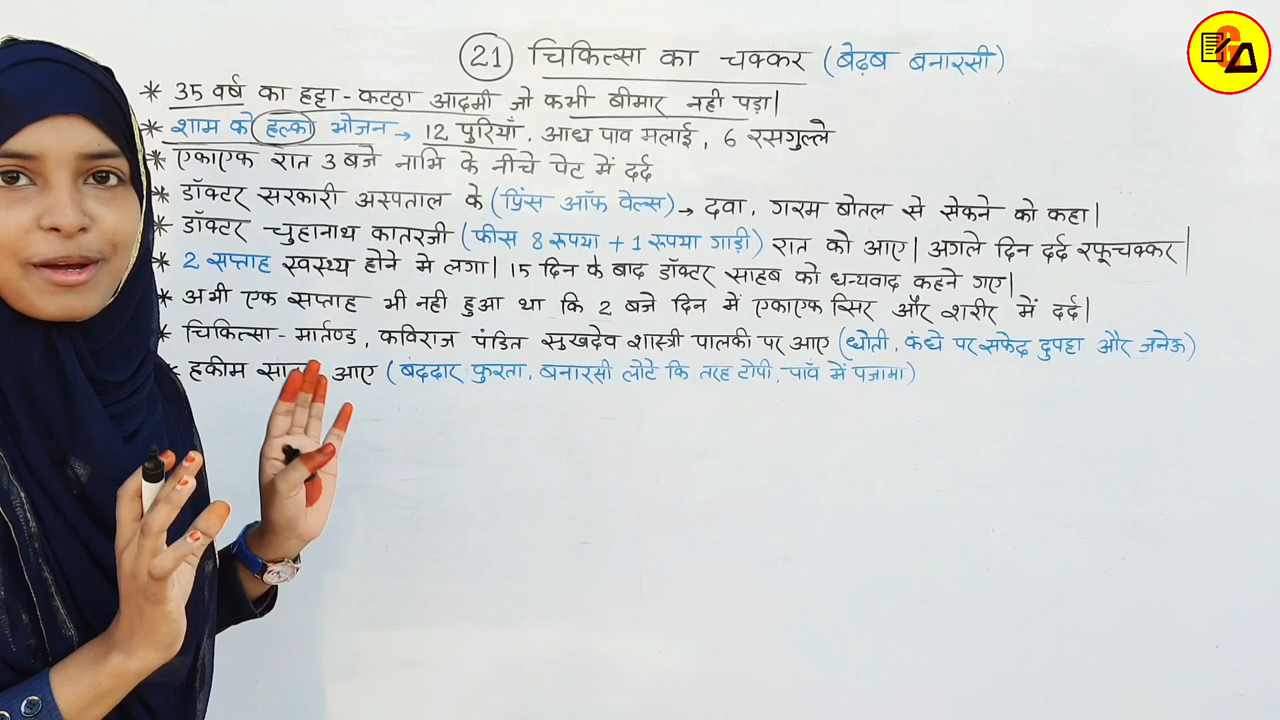 21 चिकित्सा का चक्कर (बेढ़ब बनारसी)
* 35 वर्ष का हट्टा-कट्ठा आदमी जो कभी बीमार नही पड़ा|
* शाम को हल्का भोजन → 12 पुरियाँ, आध पाव मलाई, 6 रसगुल्ले
* एकाएक रात 3 बजे नाभि के नीचे पेट में दर्द
* डॉक्टर सरकारी अस्पताल के (प्रिंस ऑफ वेल्स) → दवा, गरम बोतल से सेकने को कहा|
* डॉक्टर चुहानाथ कातरजी (फीस 8 रूपया + 1 रूपया गाड़ी) रात को आए| अगले दिन दर्द रफूचक्कर|
* 2 सप्ताह स्वस्थ्य होने मे लगा| 15 दिन के बाद डॉक्टर साहब को धन्यवाद कहने गए|
* अभी एक सप्ताह भी नही हुआ था कि 2 बजे दिन में एकाएक सिर और शरीर में दर्द|
* चिकित्सा-मार्तण्ड, कविराज पंडित सुखदेव शास्त्री पालकी पर आए (धोती, कंधे पर सफेद दुपट्टा और जनेऊ)
* हकीम आए (बददार कुरता, बनारसी लोटे कि तरह टोपी, पाँव में पजामा)